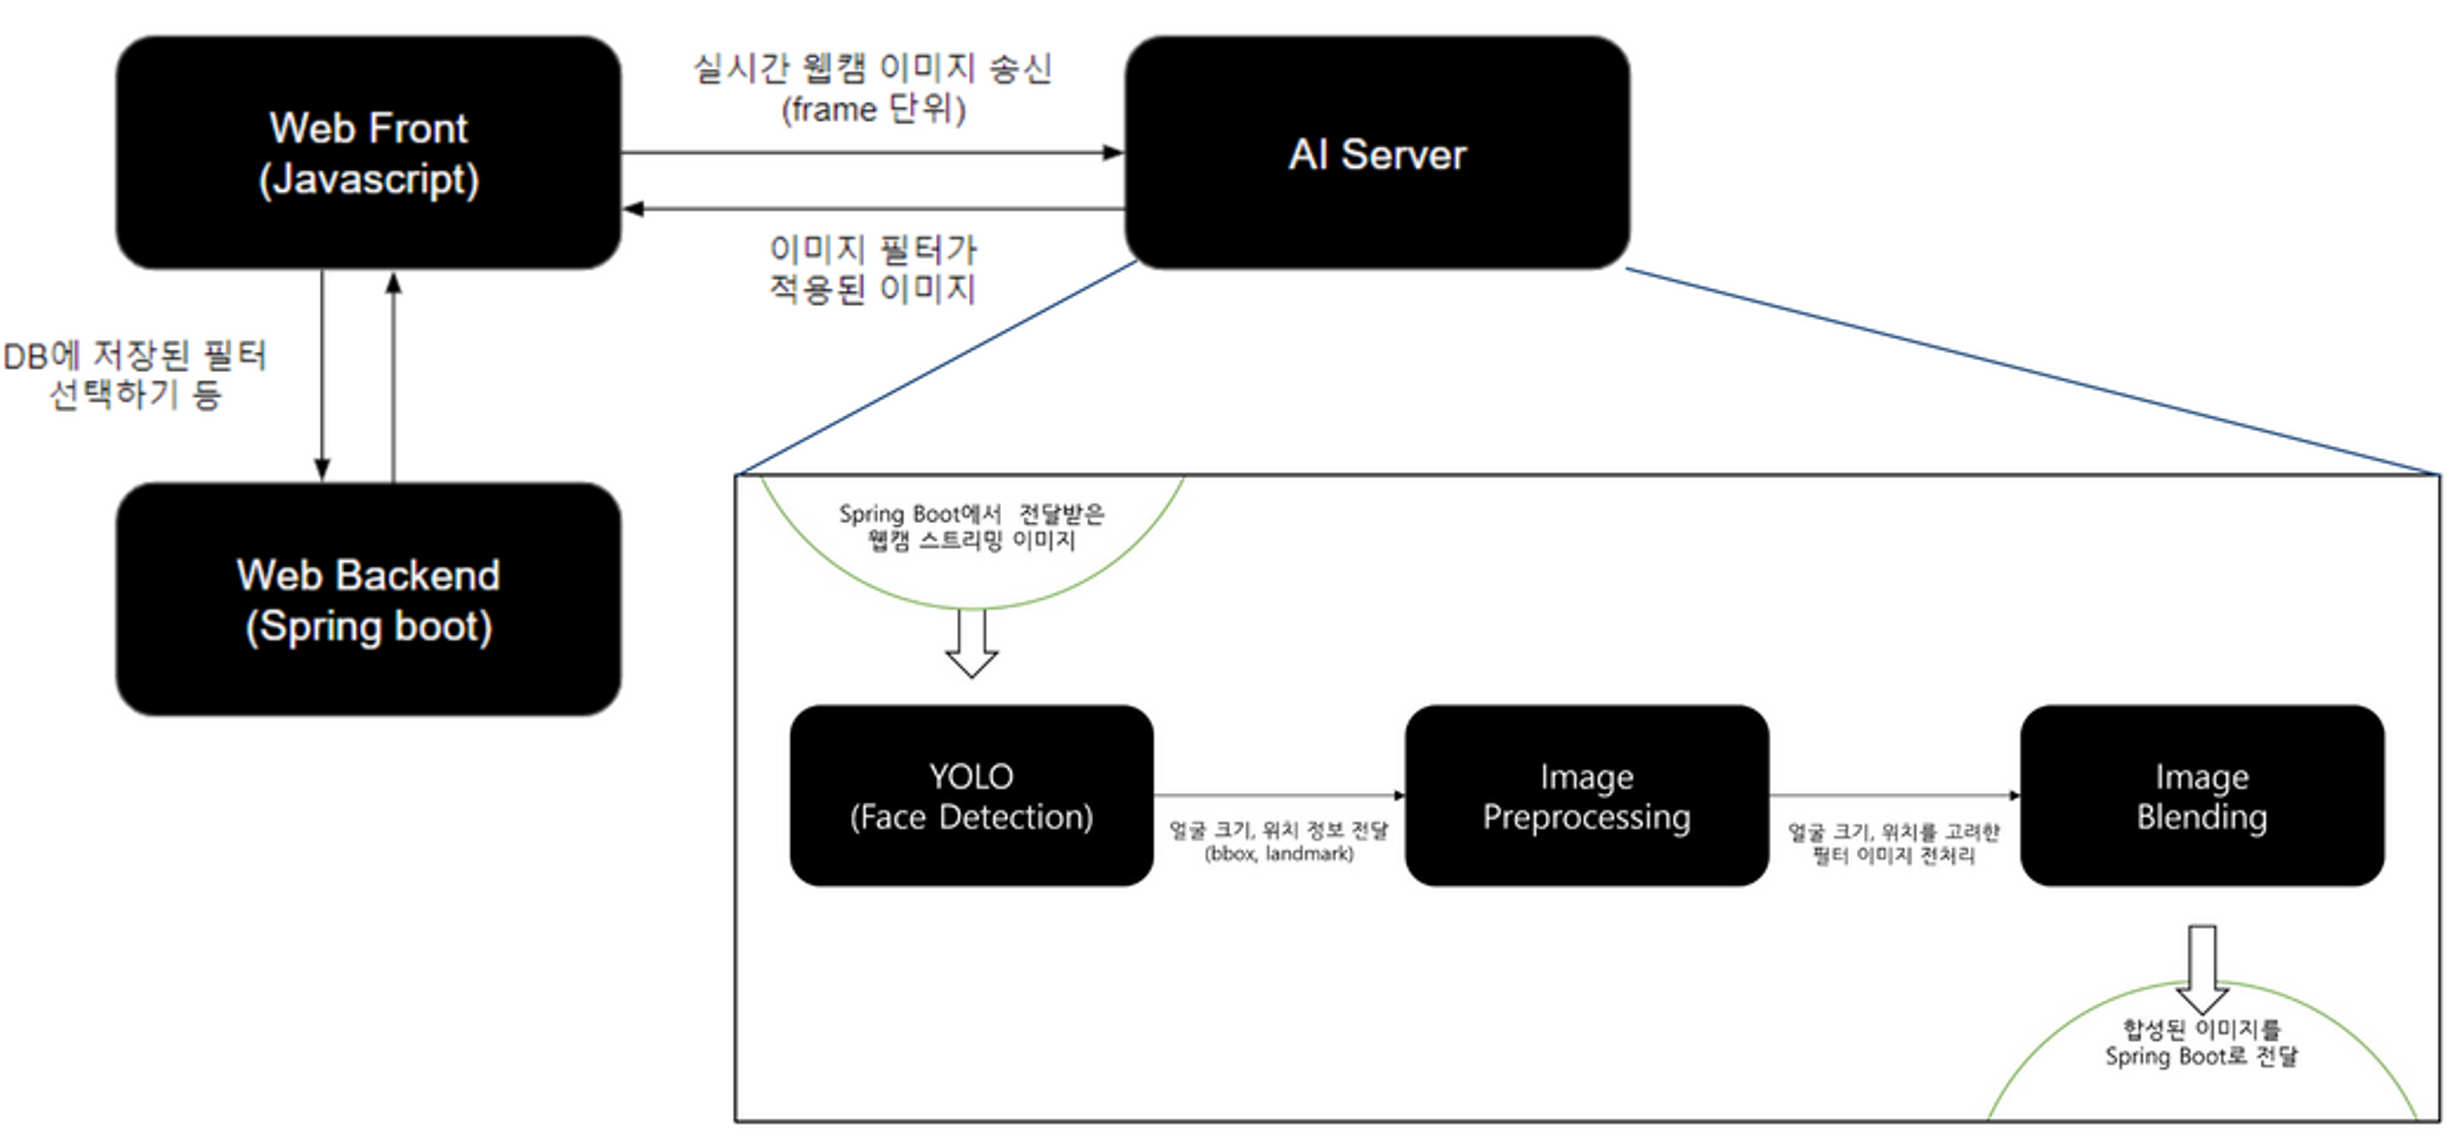 Web Front
(Javascript)
실시간 웹캠 이미지 송신
(frame 단위)
AI Server
이미지 필터가
적용된 이미지
DB에 저장된 필터
선택하기 등
Web Backend
(Spring boot)
Spring Boot에서 전달받은
웹캠 스트리밍 이미지
YOLO
(Face Detection)
얼굴 크기, 위치 정보 전달
(bbox, landmark)
Image
Preprocessing
얼굴 크기, 위치를 고려한
필터 이미지 전처리
Image
Blending
합성된 이미지를
Spring Boot로 전달